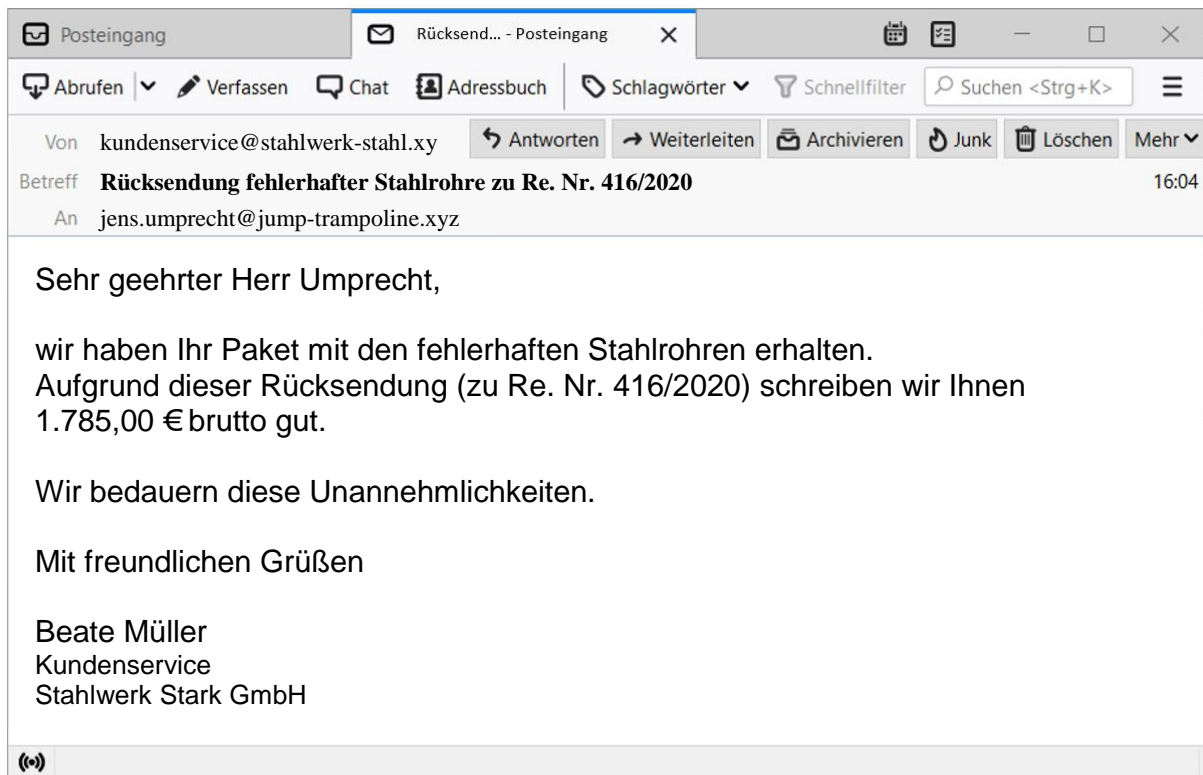 Posteingang
Rücksend... - Posteingang
Abrufen Verfassen Chat Adressbuch Schlagwörter Schnellfilter Suchen <Strg+K>
Von kundenservice@stahlwerk-stahl.xy Antworten Weiterleiten Archivieren Junk Löschen Mehr
Betreff Rücksendung fehlerhafter Stahlrohre zu Re. Nr. 416/2020 16:04
An jens.umprecht@jump-trampoline.xyz
Sehr geehrter Herr Umprecht,
wir haben Ihr Paket mit den fehlerhaften Stahlrohren erhalten.
Aufgrund dieser Rücksendung (zu Re. Nr. 416/2020) schreiben wir Ihnen
1.785,00 € brutto gut.
Wir bedauern diese Unannehmlichkeiten.
Mit freundlichen Grüßen
Beate Müller
Kundenservice
Stahlwerk Stark GmbH